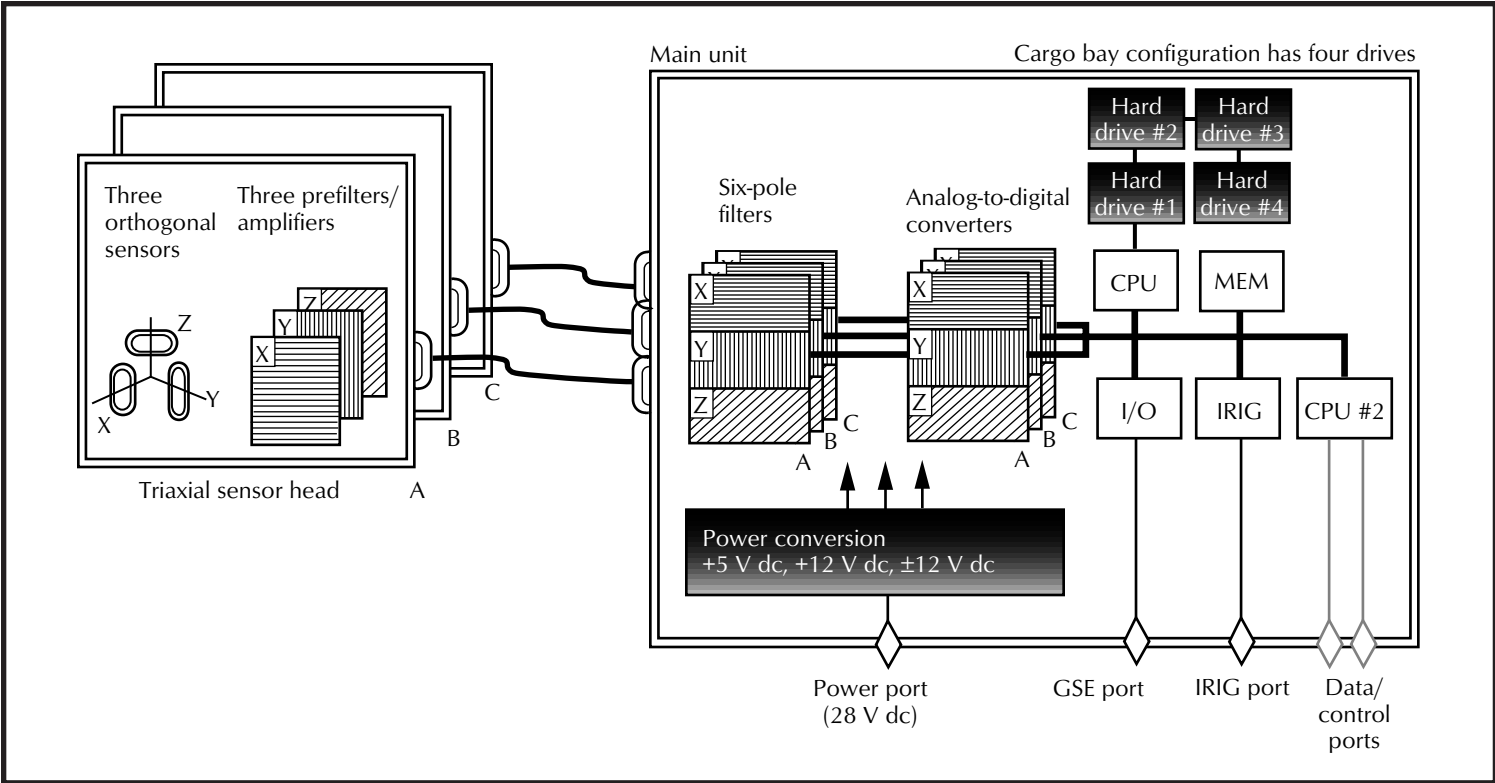 Main unit
Cargo bay configuration has four drives
Three
orthogonal
sensors
Three prefilters/
amplifiers
Z
Y
X
Z
Y
X
Triaxial sensor head
A
B
C
Six-pole
filters
X
Y
Z
A
B
C
Analog-to-digital
converters
X
Y
Z
A
B
C
Hard
drive #2
Hard
drive #3
Hard
drive #1
Hard
drive #4
CPU
MEM
I/O
IRIG
CPU #2
Power conversion
+5 V dc, +12 V dc, ±12 V dc
Power port
(28 V dc)
GSE port
IRIG port
Data/
control
ports